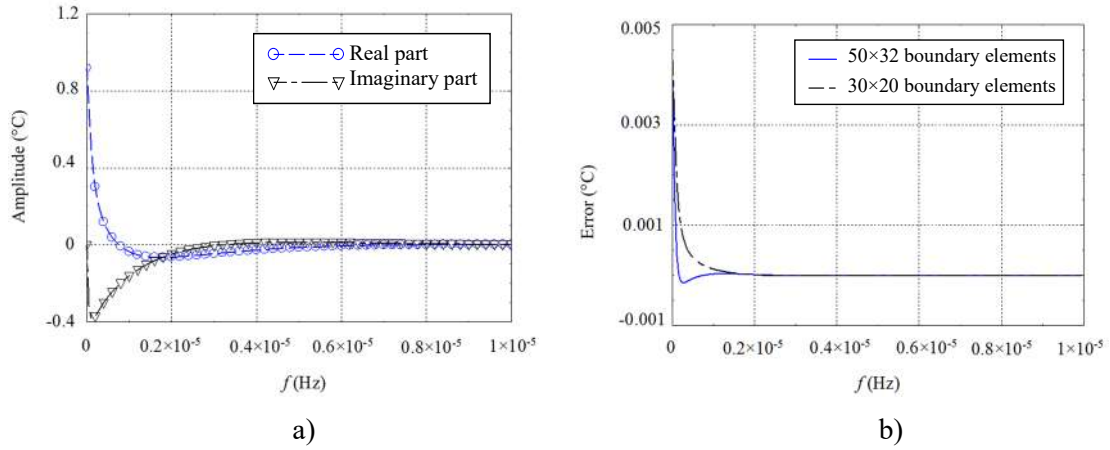 1.2
0.8
0.4
0
-0.4
Amplitude (°C)
Real part
Imaginary part
0 0.2×10-5 0.4×10-5 0.6×10-5 0.8×10-5 1×10-5
f (Hz)
a)
0.005
0.003
0.001
-0.001
Error (°C)
50×32 boundary elements
30×20 boundary elements
0 0.2×10-5 0.4×10-5 0.6×10-5 0.8×10-5 1×10-5
f (Hz)
b)